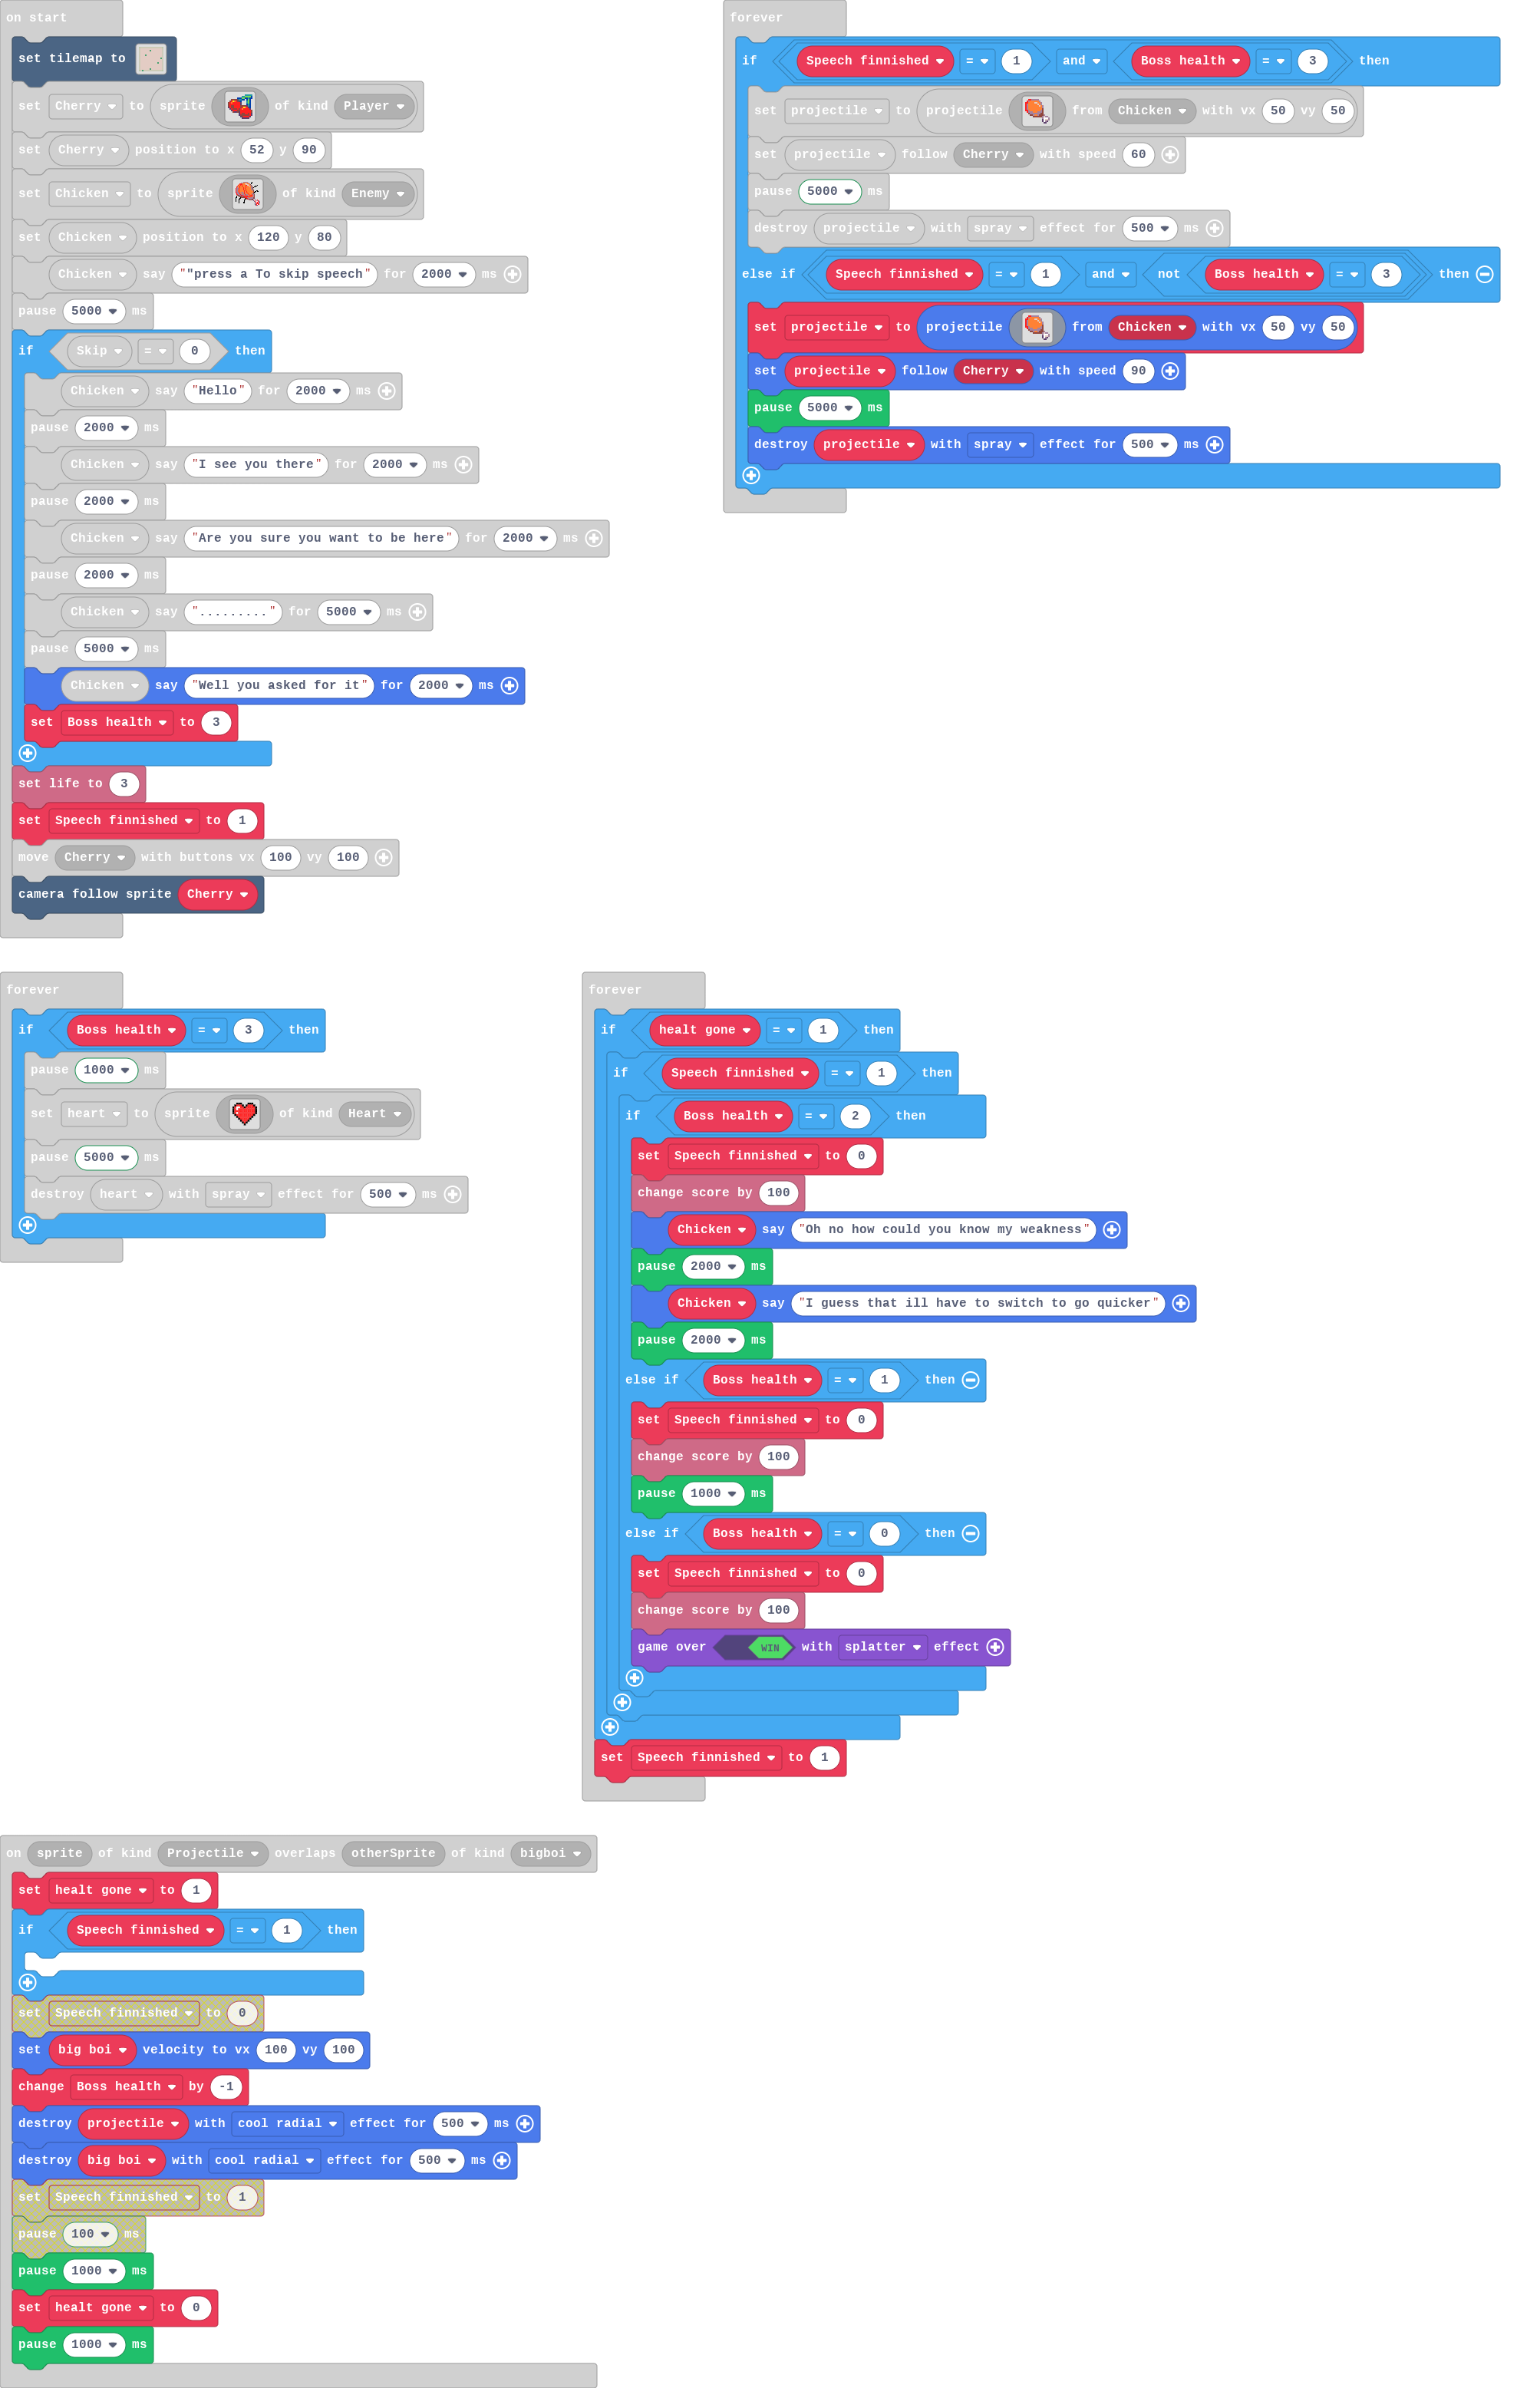 on start
set tilemap to
set Cherry to sprite of kind Player
set Cherry position to x 52 y 90
set Chicken to sprite of kind Enemy
set Chicken position to x 120 y 80
Chicken say ""press a To skip speech" for 2000 ms
pause 5000 ms
if Skip = 0 then
Chicken say "Hello" for 2000 ms
pause 2000 ms
Chicken say "I see you there" for 2000 ms
pause 2000 ms
Chicken say "Are you sure you want to be here" for 2000 ms
pause 2000 ms
Chicken say "........." for 5000 ms
pause 5000 ms
Chicken say "Well you asked for it" for 2000 ms
set Boss health to 3
set life to 3
set Speech finnished to 1
move Cherry with buttons vx 100 vy 100
camera follow sprite Cherry
forever
if Speech finnished = 1 and Boss health = 3 then
set projectile to projectile from Chicken with vx 50 vy 50
set projectile follow Cherry with speed 60
pause 5000 ms
destroy projectile with spray effect for 500 ms
else if Speech finnished = 1 and not Boss health = 3 then
set projectile to projectile from Chicken with vx 50 vy 50
set projectile follow Cherry with speed 90
pause 5000 ms
destroy projectile with spray effect for 500 ms
forever
if Boss health = 3 then
pause 1000 ms
set heart to sprite of kind Heart
pause 5000 ms
destroy heart with spray effect for 500 ms
forever
if healt gone = 1 then
if Speech finnished = 1 then
if Boss health = 2 then
set Speech finnished to 0
change score by 100
Chicken say "Oh no how could you know my weakness"
pause 2000 ms
Chicken say "I guess that ill have to switch to go quicker"
pause 2000 ms
else if Boss health = 1 then
set Speech finnished to 0
change score by 100
pause 1000 ms
else if Boss health = 0 then
set Speech finnished to 0
change score by 100
game over WIN with splatter effect
set Speech finnished to 1
on sprite of kind Projectile overlaps otherSprite of kind bigboi
set healt gone to 1
if Speech finnished = 1 then
set Speech finnished to 0
set big boi velocity to vx 100 vy 100
change Boss health by -1
destroy projectile with cool radial effect for 500 ms
destroy big boi with cool radial effect for 500 ms
set Speech finnished to 1
pause 100 ms
pause 1000 ms
set healt gone to 0
pause 1000 ms